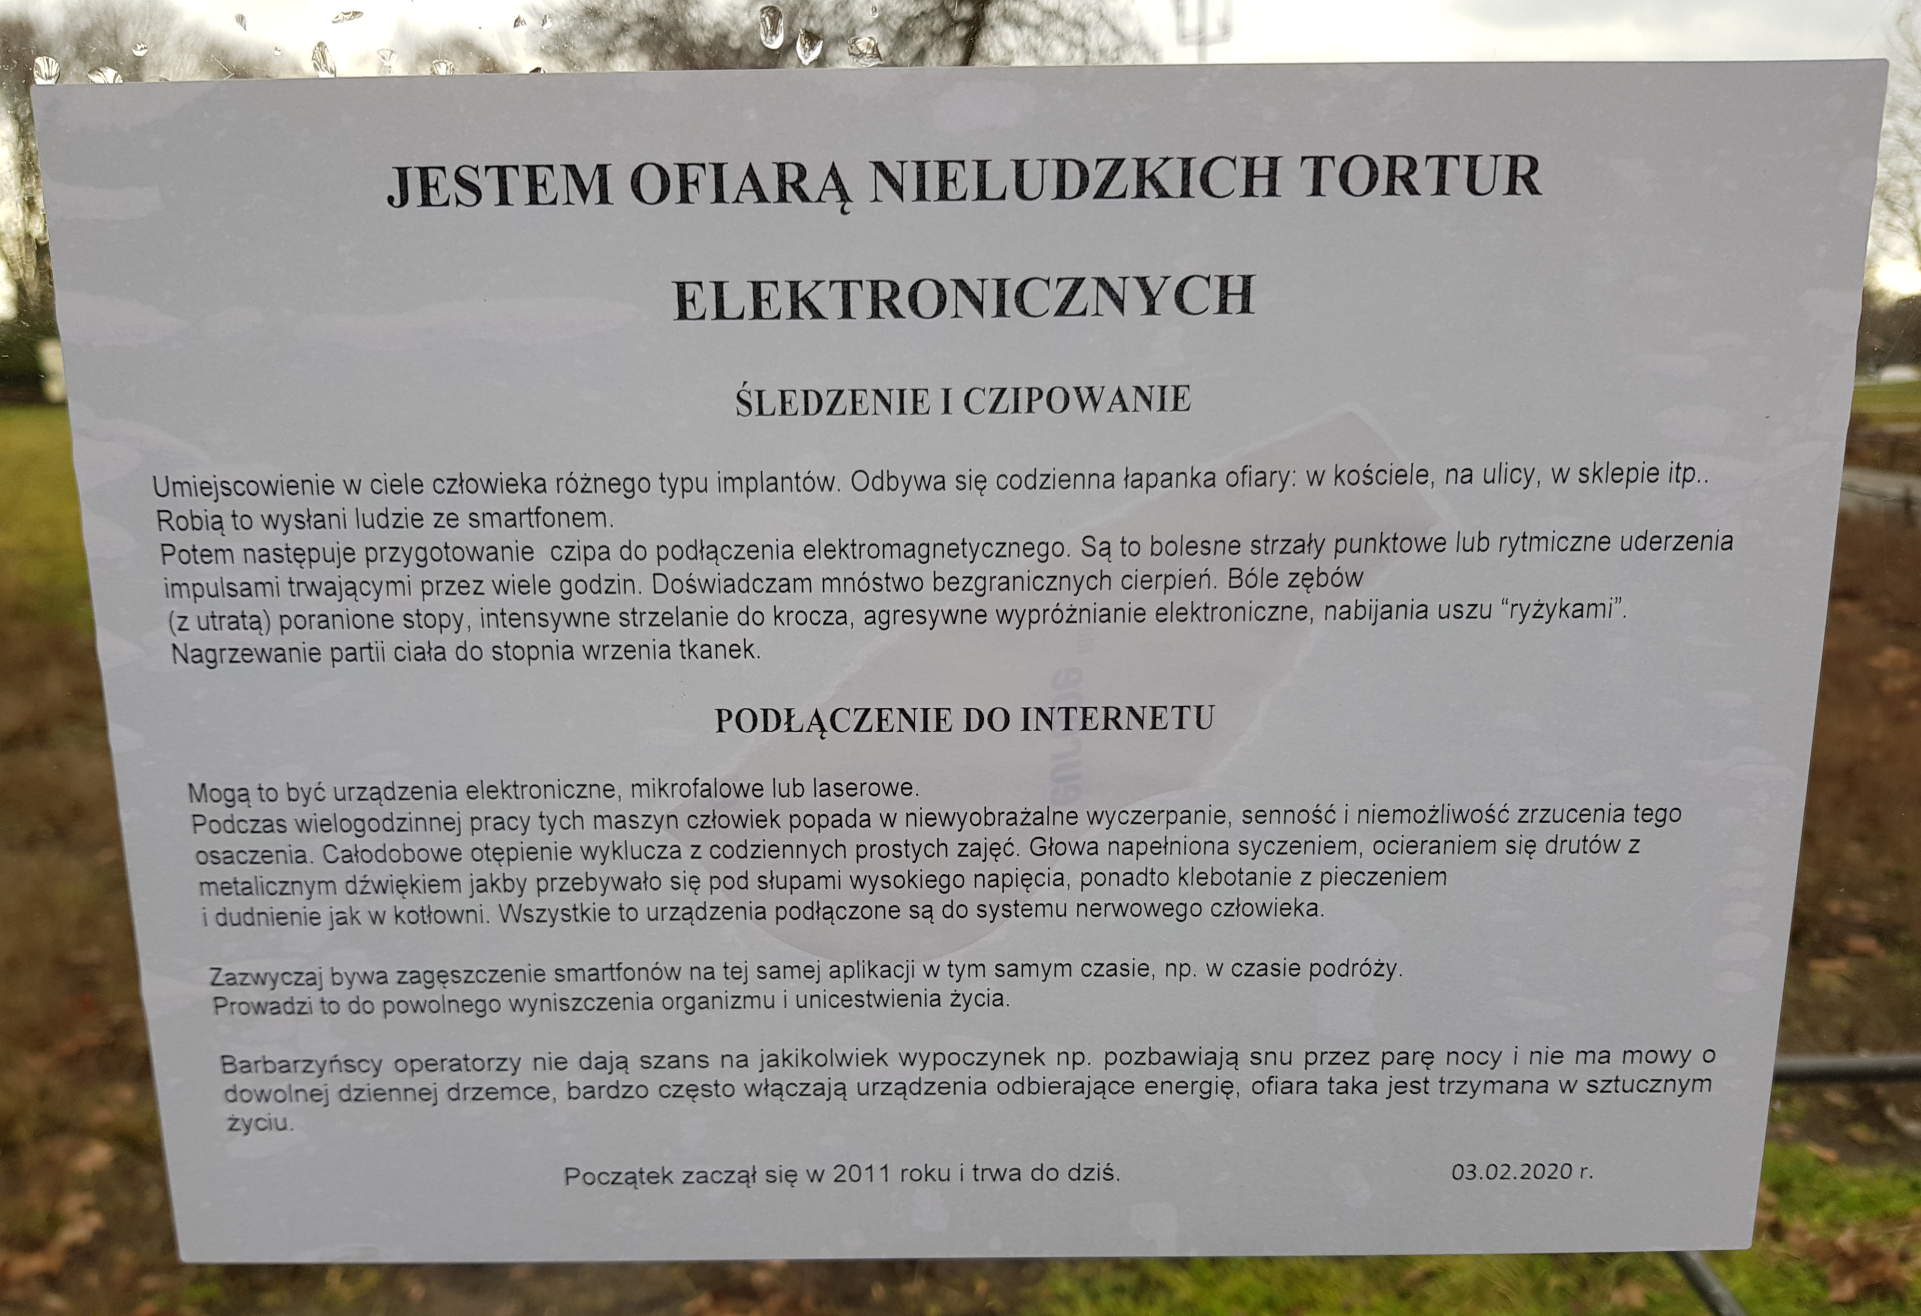 JESTEM OFIARĄ NIELUDZKICH TORTUR
ELEKTRONICZNYCH
ŚLEDZENIE I CZIPOWANIE
Umiejscowienie w ciele człowieka różnego typu implantów. Odbywa się codzienna łapanka ofiary: w kościele, na ulicy, w sklepie itp..
Robią to wysłani ludzie ze smartfonem.
Potem następuje przygotowanie czipa do podłączenia elektromagnetycznego. Są to bolesne strzały punktowe lub rytmiczne uderzenia
impulsami trwającymi przez wiele godzin. Doświadczam mnóstwo bezgranicznych cierpień. Bóle zębów
(z utratą) poranione stopy, intensywne strzelanie do krocza, agresywne wypróżnianie elektroniczne, nabijania uszu “ryżykami”.
Nagrzewanie partii ciała do stopnia wrzenia tkanek.
PODŁĄCZENIE DO INTERNETU
Mogą to być urządzenia elektroniczne, mikrofalowe lub laserowe.
Podczas wielogodzinnej pracy tych maszyn człowiek popada w niewyobrażalne wyczerpanie, senność i niemożliwość zrzucenia tego
osaczenia. Całodobowe otępienie wyklucza z codziennych prostych zajęć. Głowa napełniona syczeniem, ocieraniem się drutów z
metalicznym dźwiękiem jakby przebywało się pod słupami wysokiego napięcia, ponadto klebotanie z pieczeniem
i dudnienie jak w kotłowni. Wszystkie to urządzenia podłączone są do systemu nerwowego człowieka.
Zazwyczaj bywa zagęszczenie smartfonów na tej samej aplikacji w tym samym czasie, np. w czasie podróży.
Prowadzi to do powolnego wyniszczenia organizmu i unicestwienia życia.
Barbarzyńscy operatorzy nie dają szans na jakikolwiek wypoczynek np. pozbawiają snu przez parę nocy i nie ma mowy o
dowolnej dziennej drzemce, bardzo często włączają urządzenia odbierające energię, ofiara taka jest trzymana w sztucznym
życiu.
Początek zaczął się w 2011 roku i trwa do dziś. 03.02.2020 r.